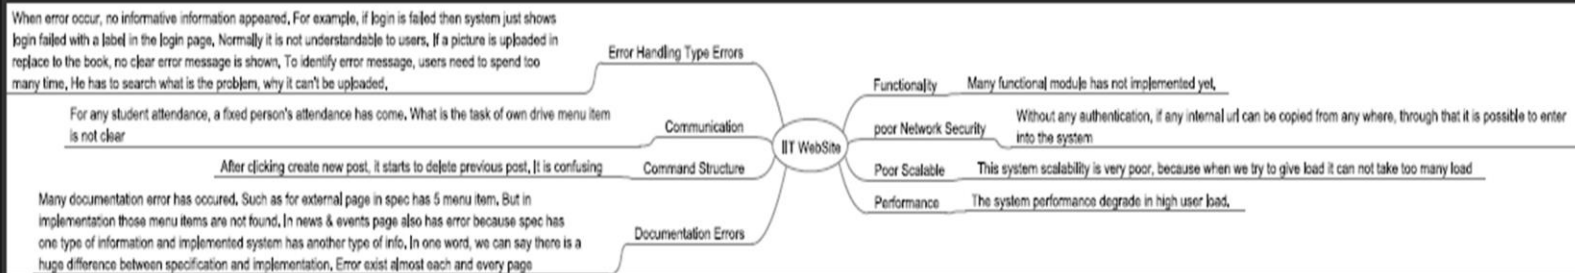 When error occur, no informative information appeared, For example, if login is failed then system just shows
login failed with a label in the login page, Normally it is not understandable to users, If a picture is uploaded in
replace to the book, no clear error message is shown, To identify error message, users need to spend too
many time, He has to search what is the problem, why it can't be uploaded,
Error Handling Type Errors
For any student attendance, a fixed person's attendance has come, What is the task of own drive menu item
is not clear
Communication
After clicking create new post, it starts to delete previous post, It is confusing
Command Structure
Many documentation error has occured, Such as for external page in spec has 5 menu item, But in
implementation those menu items are not found, In news & events page also has error because spec has
one type of information and implemented system has another type of info, In one word, we can say there is a
huge difference between specification and implemention, Error exist almost each and every page
Documentation Errors
IIT WebSite
Functionality
Many functional module has not implemented yet,
poor Network Security
Without any authentication, if any internal url can be copied from any where, through that it is possible to enter
into the system
Poor Scalable
This system scalability is very poor, because when we try to give load it can not take too many load
Performance
The system performance degrade in high user load,